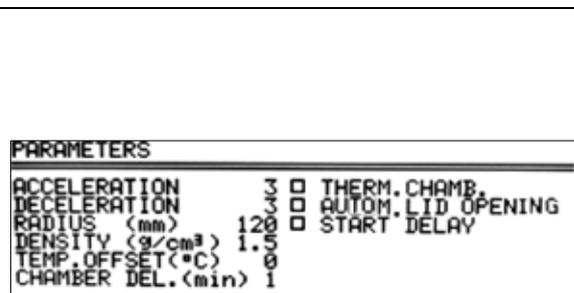 PARAMETERS
ACCELERATION 3 □ THERM.CHAMB.
DECELERATION 3 □ AUTOM.LID OPENING
RADIUS (mm) 120 □ START DELAY
DENSITY (g/cm³) 1.5
TEMP.OFFSET(°C) 0
CHAMBER DEL.(min) 1